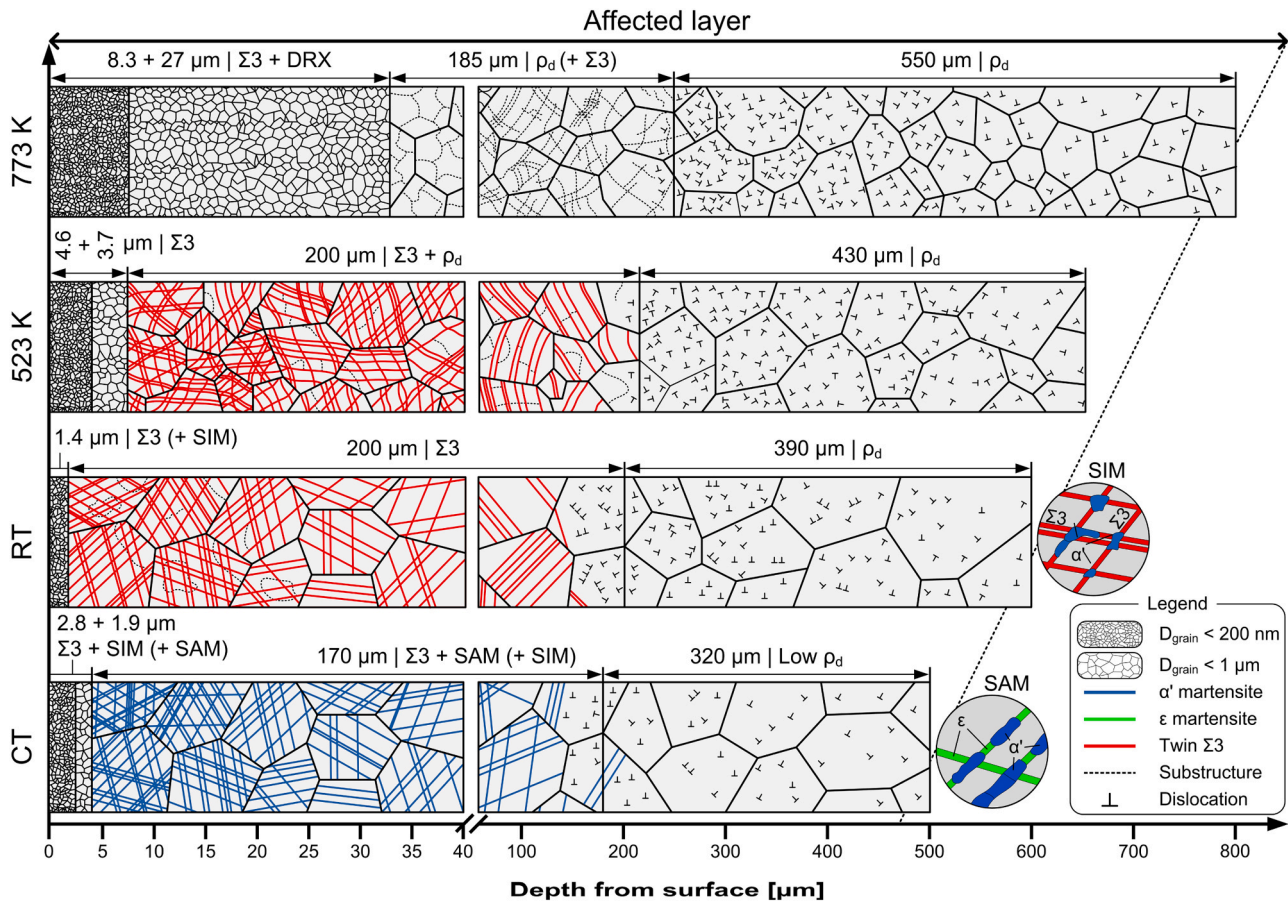 Affected layer
773 K
8.3 + 27 µm | Σ3 + DRX
185 µm | ρd (+ Σ3)
550 µm | ρd
523 K
4.6 + 3.7 µm | Σ3
200 µm | Σ3 + ρd
430 µm | ρd
RT
1.4 µm | Σ3 (+ SIM)
200 µm | Σ3
390 µm | ρd
SIM
Σ3
Σ3
α'
CT
2.8 + 1.9 µm
Σ3 + SIM (+ SAM)
170 µm | Σ3 + SAM (+ SIM)
320 µm | Low ρd
SAM
ε
α'
Legend
Dgrain < 200 nm
Dgrain < 1 µm
α' martensite
ε martensite
Twin Σ3
Substructure
Dislocation
0 5 10 15 20 25 30 35 40 100 200 300 400 500 600 700 800
Depth from surface [µm]